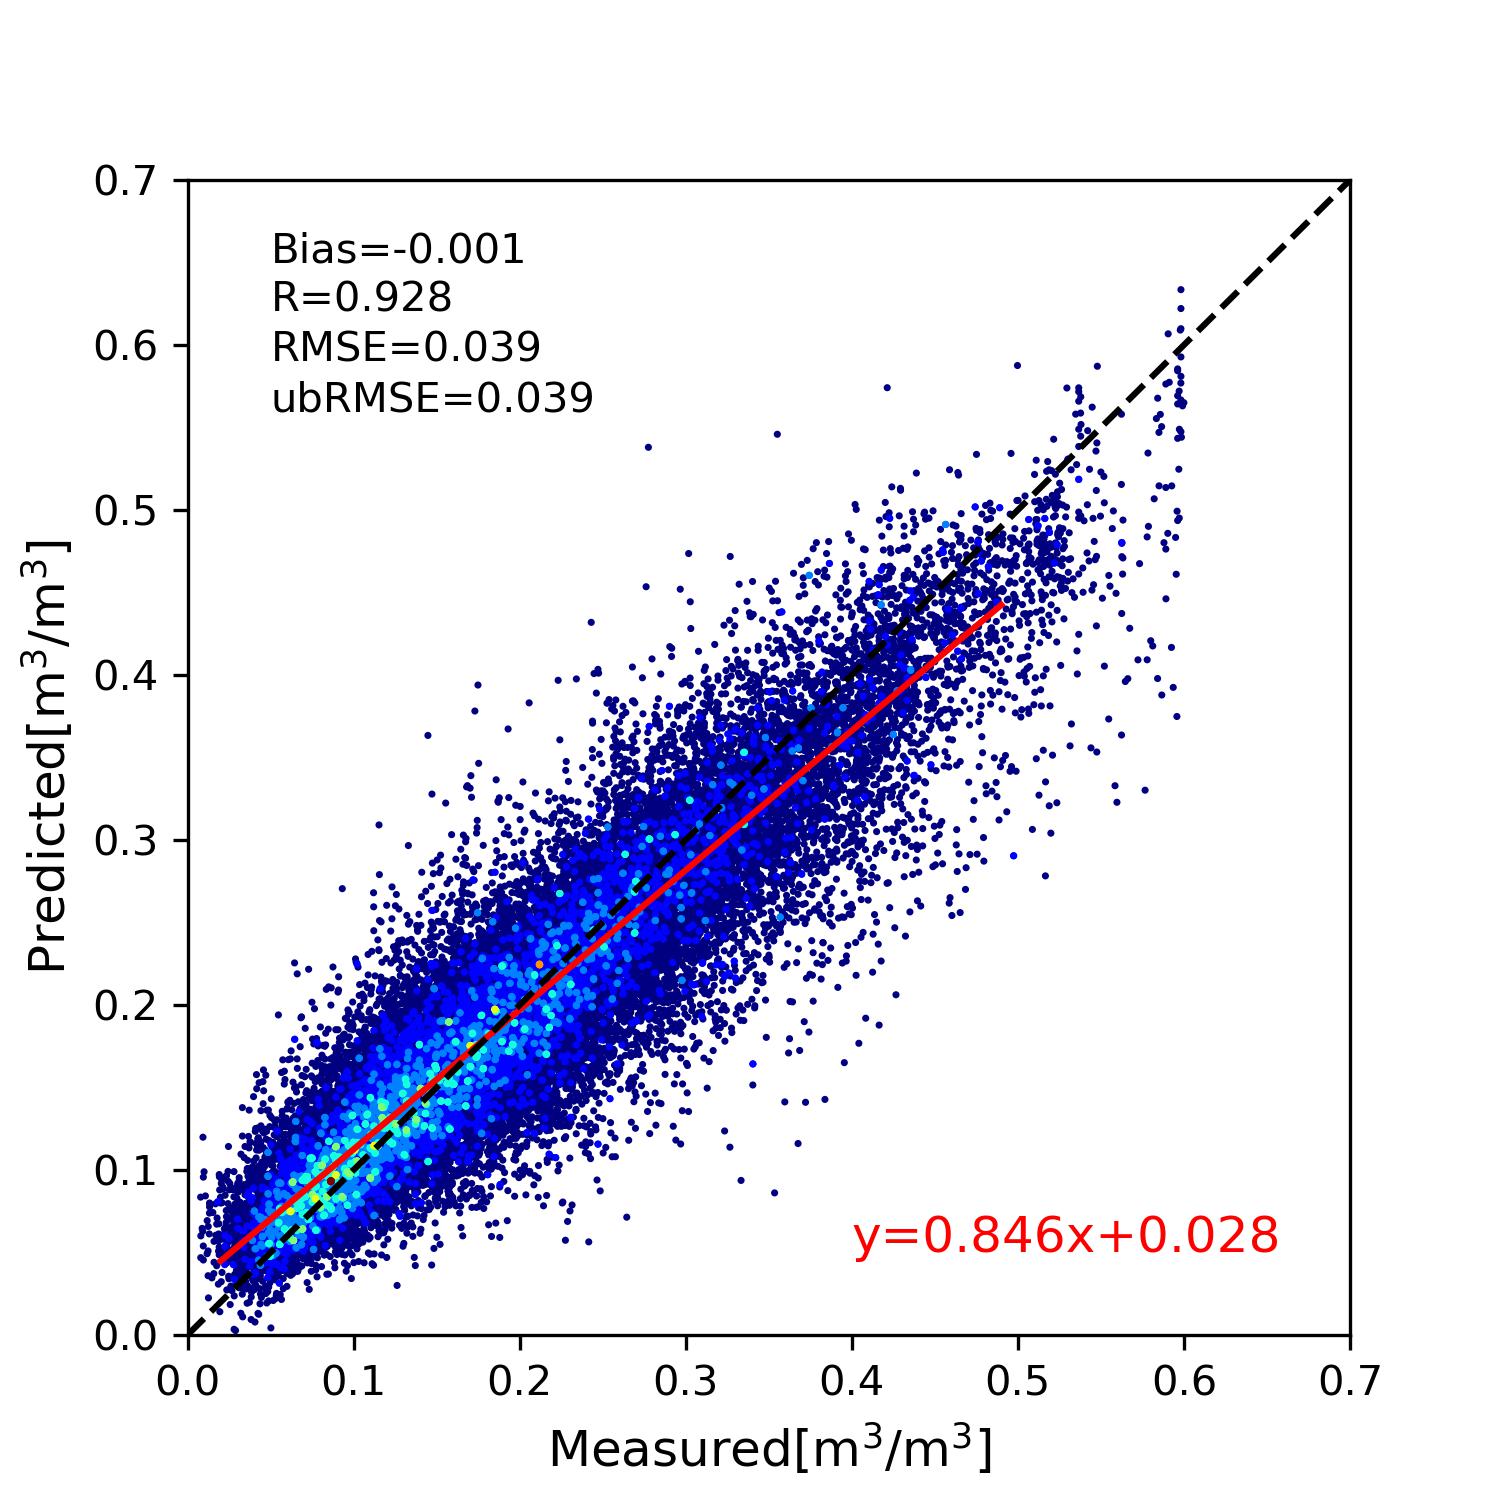 Bias=-0.001
R=0.928
RMSE=0.039
ubRMSE=0.039
y=0.846x+0.028
Predicted[m³/m³]
0.7
0.6
0.5
0.4
0.3
0.2
0.1
0.0
0.0 0.1 0.2 0.3 0.4 0.5 0.6 0.7
Measured[m³/m³]